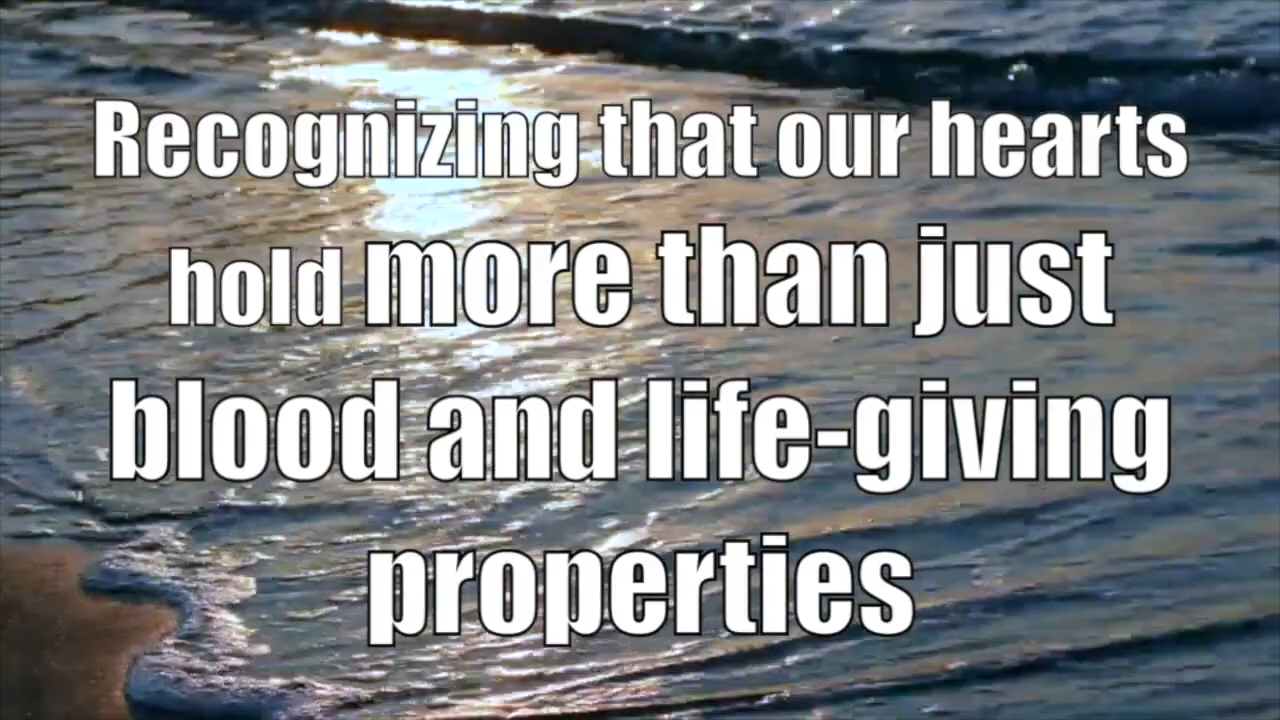 Recognizing that our hearts
hold more than just
blood and life-giving
properties